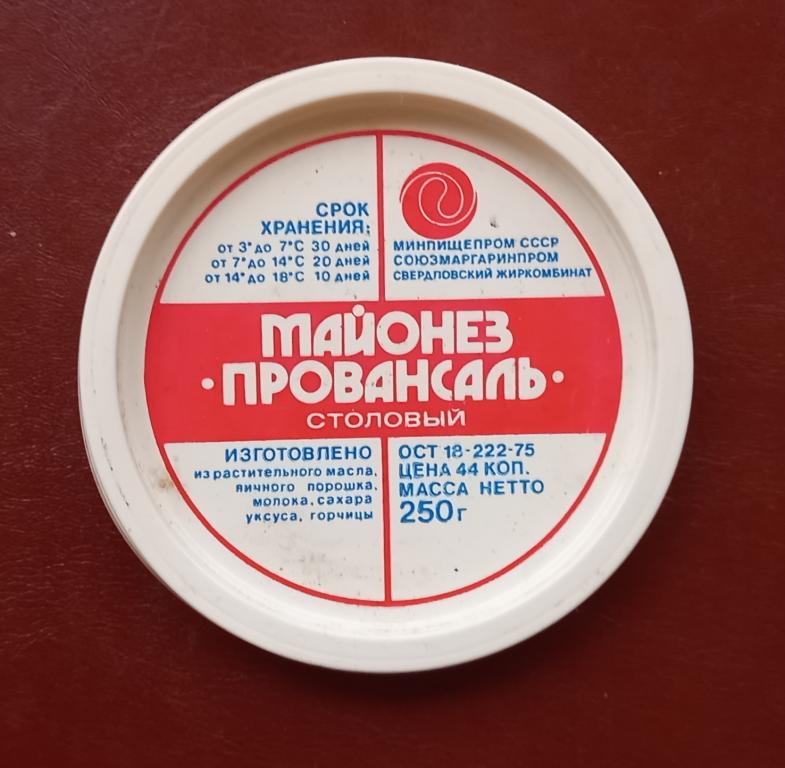 СРОК
ХРАНЕНИЯ:
от 3° до 7°С 30 дней
от 7° до 14°С 20 дней
от 14° до 18°С 10 дней
МИНПИЩЕПРОМ СССР
СОЮЗМАРГАРИНПРОМ
СВЕРДЛОВСКИЙ ЖИРКОМБИНАТ
МАЙОНЕЗ
•ПРОВАНСАЛЬ•
СТОЛОВЫЙ
ИЗГОТОВЛЕНО
из растительного масла,
яичного порошка,
молока, сахара
уксуса, горчицы
ОСТ 18-222-75
ЦЕНА 44 КОП.
МАССА НЕТТО
250г